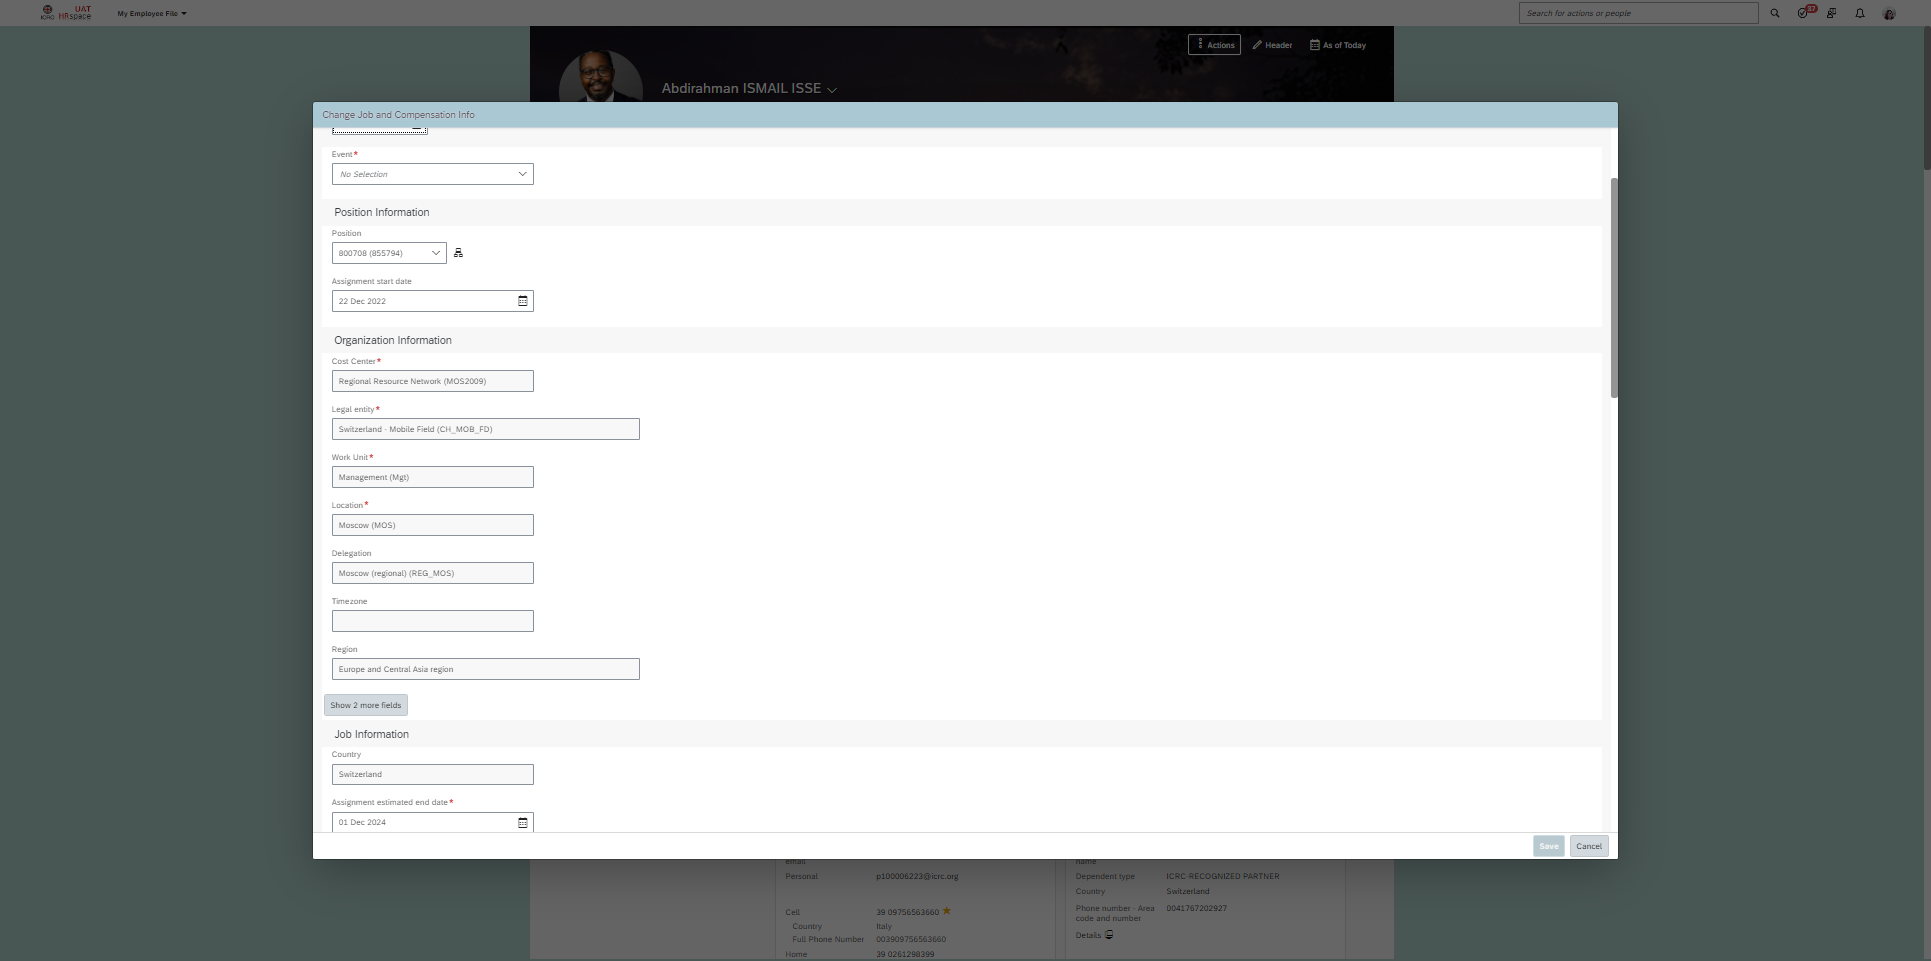 ICRC
UAT
HRspace
My Employee File
Search for actions or people
37
Actions
Header
As of Today
Abdirahman ISMAIL ISSE
Change Job and Compensation Info
Event*
No Selection
Position Information
Position
800708 (855794)
Assignment start date
22 Dec 2022
Organization Information
Cost Center*
Regional Resource Network (MOS2009)
Legal entity*
Switzerland - Mobile Field (CH_MOB_FD)
Work Unit*
Management (Mgt)
Location*
Moscow (MOS)
Delegation
Moscow (regional) (REG_MOS)
Timezone
Region
Europe and Central Asia region
Show 2 more fields
Job Information
Country
Switzerland
Assignment estimated end date*
01 Dec 2024
Save
Cancel
email
Personal p100006223@icrc.org
Cell 39 09756563660
Country Italy
Full Phone Number 003909756563660
Home 39 0261298399
name
Dependent type ICRC-RECOGNIZED PARTNER
Country Switzerland
Phone number - Area code and number 0041767202927
Details